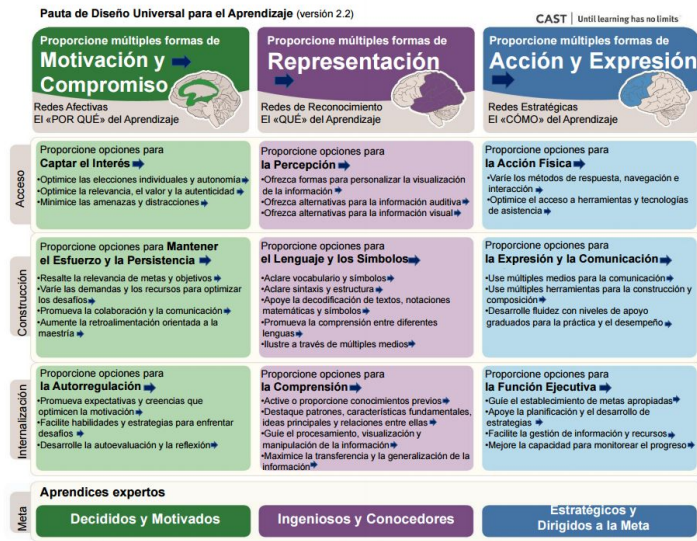 Pauta de Diseño Universal para el Aprendizaje (versión 2.2)
CAST | Until learning has no limits
Proporcione múltiples formas de
Motivación y
Compromiso
Redes Afectivas
El «POR QUÉ» del Aprendizaje
Proporcione múltiples formas de
Representación
Redes de Reconocimiento
El «QUÉ» del Aprendizaje
Proporcione múltiples formas de
Acción y Expresión
Redes Estratégicas
El «CÓMO» del Aprendizaje
Acceso
Proporcione opciones para
Captar el Interés
•Optimice las elecciones individuales y autonomía
•Optimice la relevancia, el valor y la autenticidad
•Minimice las amenazas y distracciones
Proporcione opciones para
la Percepción
•Ofrezca formas para personalizar la visualización
de la información
•Ofrezca alternativas para la información auditiva
•Ofrezca alternativas para la información visual
Proporcione opciones para
la Acción Física
•Varíe los métodos de respuesta, navegación e
interacción
•Optimice el acceso a herramientas y tecnologías
de asistencia
Construcción
Proporcione opciones para Mantener
el Esfuerzo y la Persistencia
•Resalte la relevancia de metas y objetivos
•Varíe las demandas y los recursos para optimizar
los desafíos
•Promueva la colaboración y la comunicación
•Aumente la retroalimentación orientada a la
maestría
Proporcione opciones para
el Lenguaje y los Símbolos
•Aclare vocabulario y símbolos
•Aclare sintaxis y estructura
•Apoye la decodificación de textos, notaciones
matemáticas y símbolos
•Promueva la comprensión entre diferentes
lenguas
•Ilustre a través de múltiples medios
Proporcione opciones para
la Expresión y la Comunicación
•Use múltiples medios para la comunicación
•Use múltiples herramientas para la construcción y
composición
•Desarrolle fluidez con niveles de apoyo
graduados para la práctica y el desempeño
Internalización
Proporcione opciones para
la Autorregulación
•Promueva expectativas y creencias que
optimicen la motivación
•Facilite habilidades y estrategias para enfrentar
desafíos
•Desarrolle la autoevaluación y la reflexión
Proporcione opciones para
la Comprensión
•Active o proporcione conocimientos previos
•Destaque patrones, características fundamentales,
ideas principales y relaciones entre ellas
•Guíe el procesamiento, visualización y
manipulación de la información
•Maximice la transferencia y la generalización de la
información
Proporcione opciones para
la Función Ejecutiva
•Guíe el establecimiento de metas apropiadas
•Apoye la planificación y el desarrollo de
estrategias
•Facilite la gestión de información y recursos
•Mejore la capacidad para monitorear el progreso
Meta
Aprendices expertos
Decididos y Motivados
Ingeniosos y Conocedores
Estratégicos y
Dirigidos a la Meta